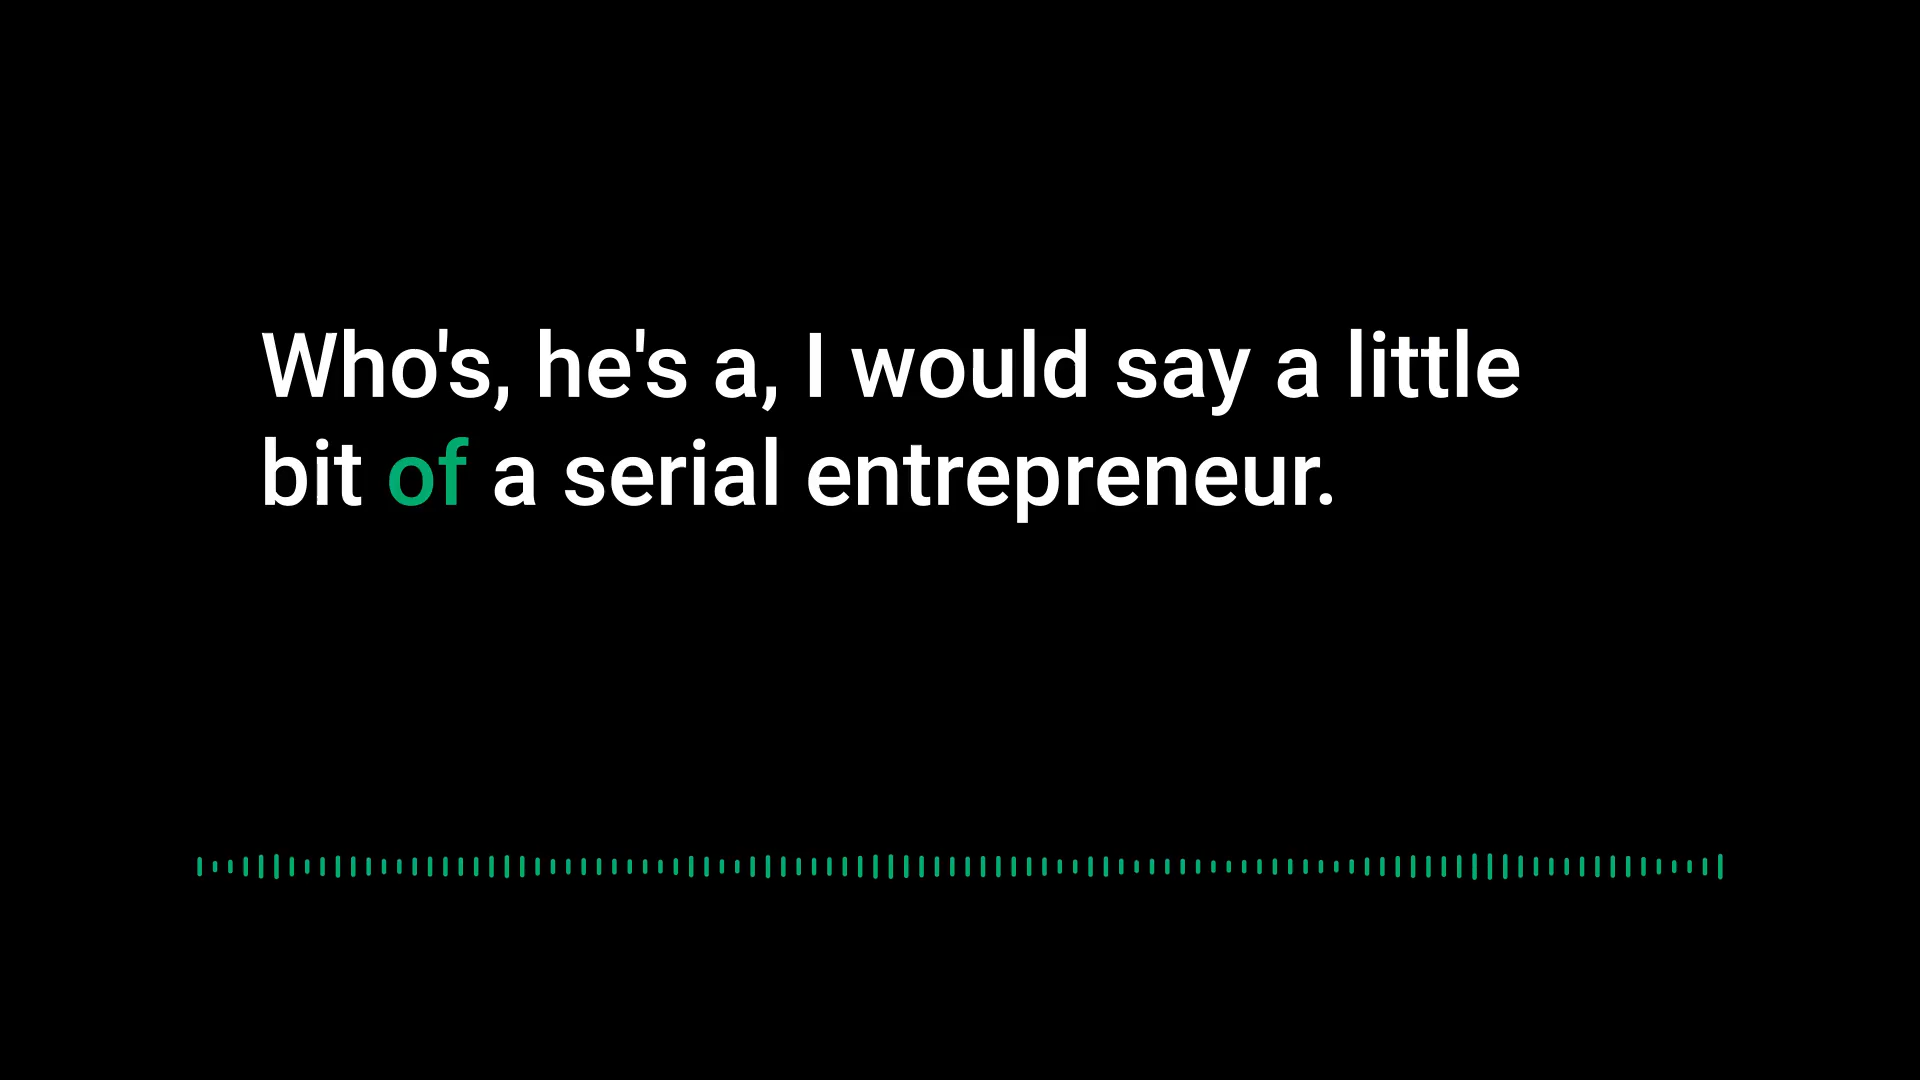 Who's, he's a, I would say a little
bit of a serial entrepreneur.